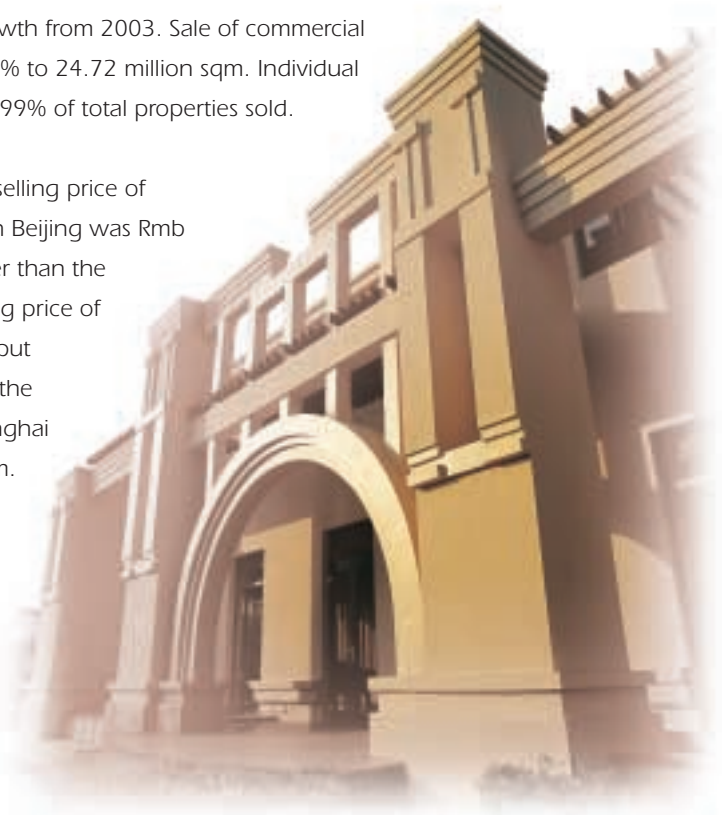 wth from 2003. Sale of commercial
% to 24.72 million sqm. Individual
99% of total properties sold.
selling price of
n Beijing was Rmb
er than the
g price of
out
the
nghai
m.